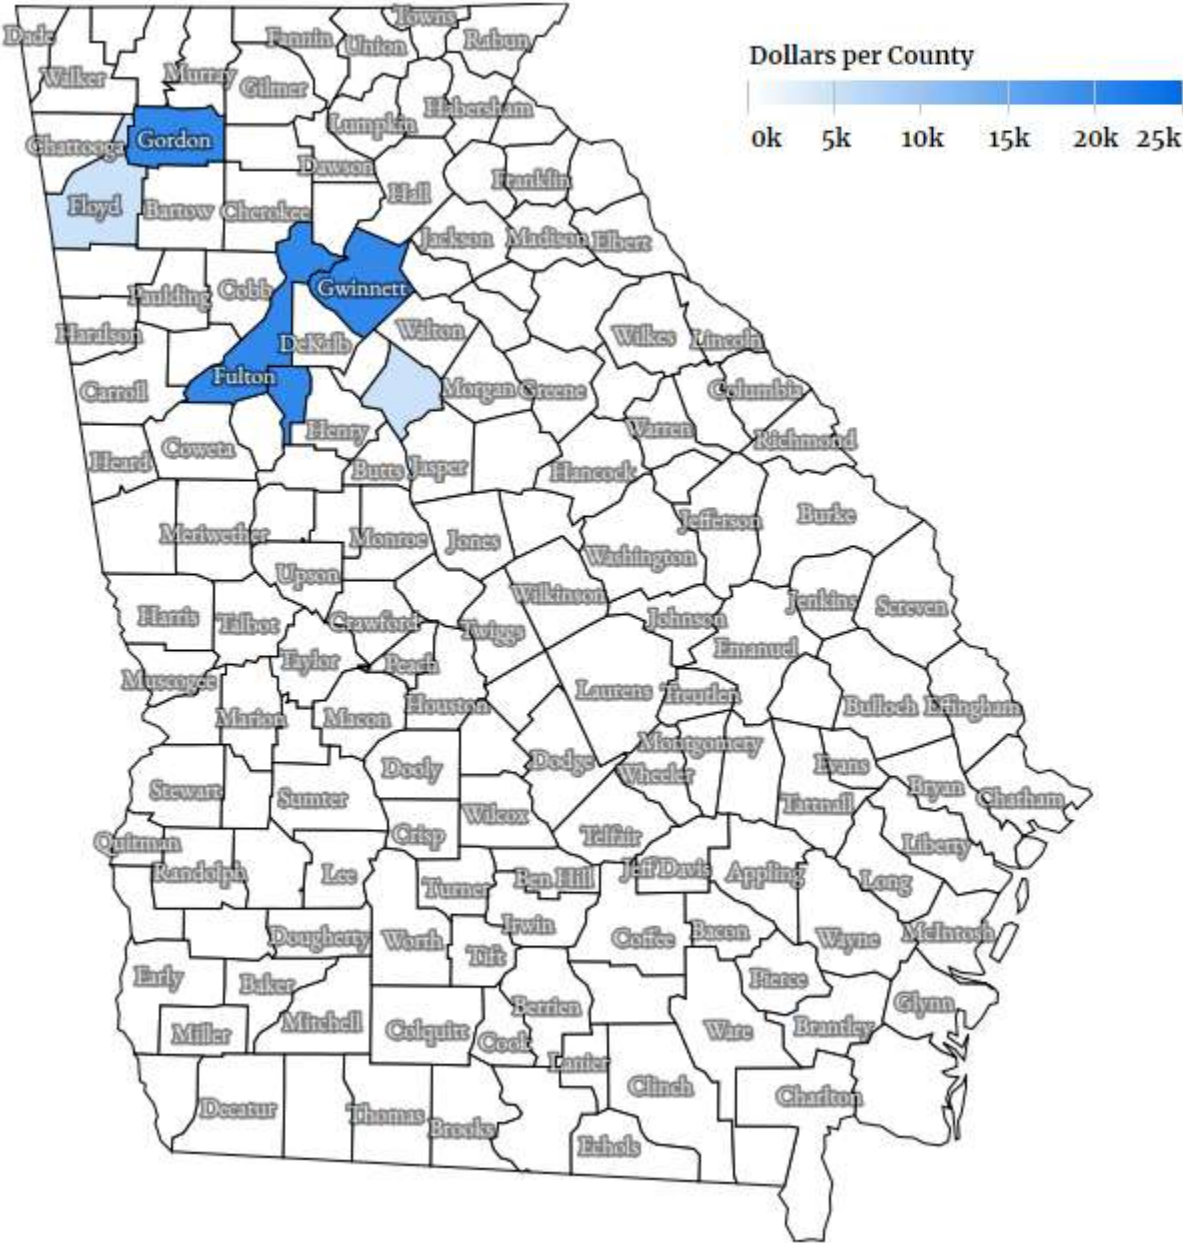 Dollars per County
0k 5k 10k 15k 20k 25k
Towns
Dade Fannin Union Rabun
Walker Murray Gilmer
Habersham
Lumpkin
Chattooga Gordon
Dawson Franklin
Hall
Floyd Bartow Cherokee
Jackson Madison Elbert
Gwinnett
Paulding Cobb
Haralson DeKalb Walton Wilkes Lincoln
Fulton
Carroll Morgan Greene Columbia
Henry Warren
Coweta Richmond
Heard Butts Jasper Hancock
Jefferson Burke
Meriwether Monroe Jones
Washington
Upson
Wilkinson Jenkins Screven
Harris Talbot Crawford Twiggs Johnson
Emanuel
Taylor Peach
Muscogee Laurens Treutlen
Houston Bulloch Effingham
Marion Macon
Montgomery
Dooly Dodge Wheeler Evans
Stewart Sumter Bryan Chatham
Tattnall
Wilcox
Quitman Crisp Telfair Liberty
Randolph Lee Turner Ben Hill Jeff Davis Appling Long
Irwin
Dougherty Worth Coffee Bacon Wayne McIntosh
Tift
Early Baker Pierce
Berrien Glynn
Miller Mitchell Colquitt Cook Ware Brantley
Lanier
Clinch Charlton
Decatur Thomas Brooks
Echols